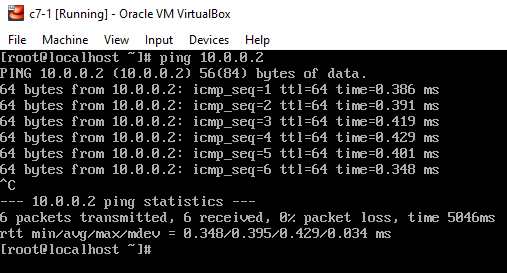 c7-1 [Running] - Oracle VM VirtualBox
File Machine View Input Devices Help
[root@localhost ~]# ping 10.0.0.2
PING 10.0.0.2 (10.0.0.2) 56(84) bytes of data.
64 bytes from 10.0.0.2: icmp_seq=1 ttl=64 time=0.386 ms
64 bytes from 10.0.0.2: icmp_seq=2 ttl=64 time=0.391 ms
64 bytes from 10.0.0.2: icmp_seq=3 ttl=64 time=0.419 ms
64 bytes from 10.0.0.2: icmp_seq=4 ttl=64 time=0.429 ms
64 bytes from 10.0.0.2: icmp_seq=5 ttl=64 time=0.401 ms
64 bytes from 10.0.0.2: icmp_seq=6 ttl=64 time=0.348 ms
^C
--- 10.0.0.2 ping statistics ---
6 packets transmitted, 6 received, 0% packet loss, time 5046ms
rtt min/avg/max/mdev = 0.348/0.395/0.429/0.034 ms
[root@localhost ~]#